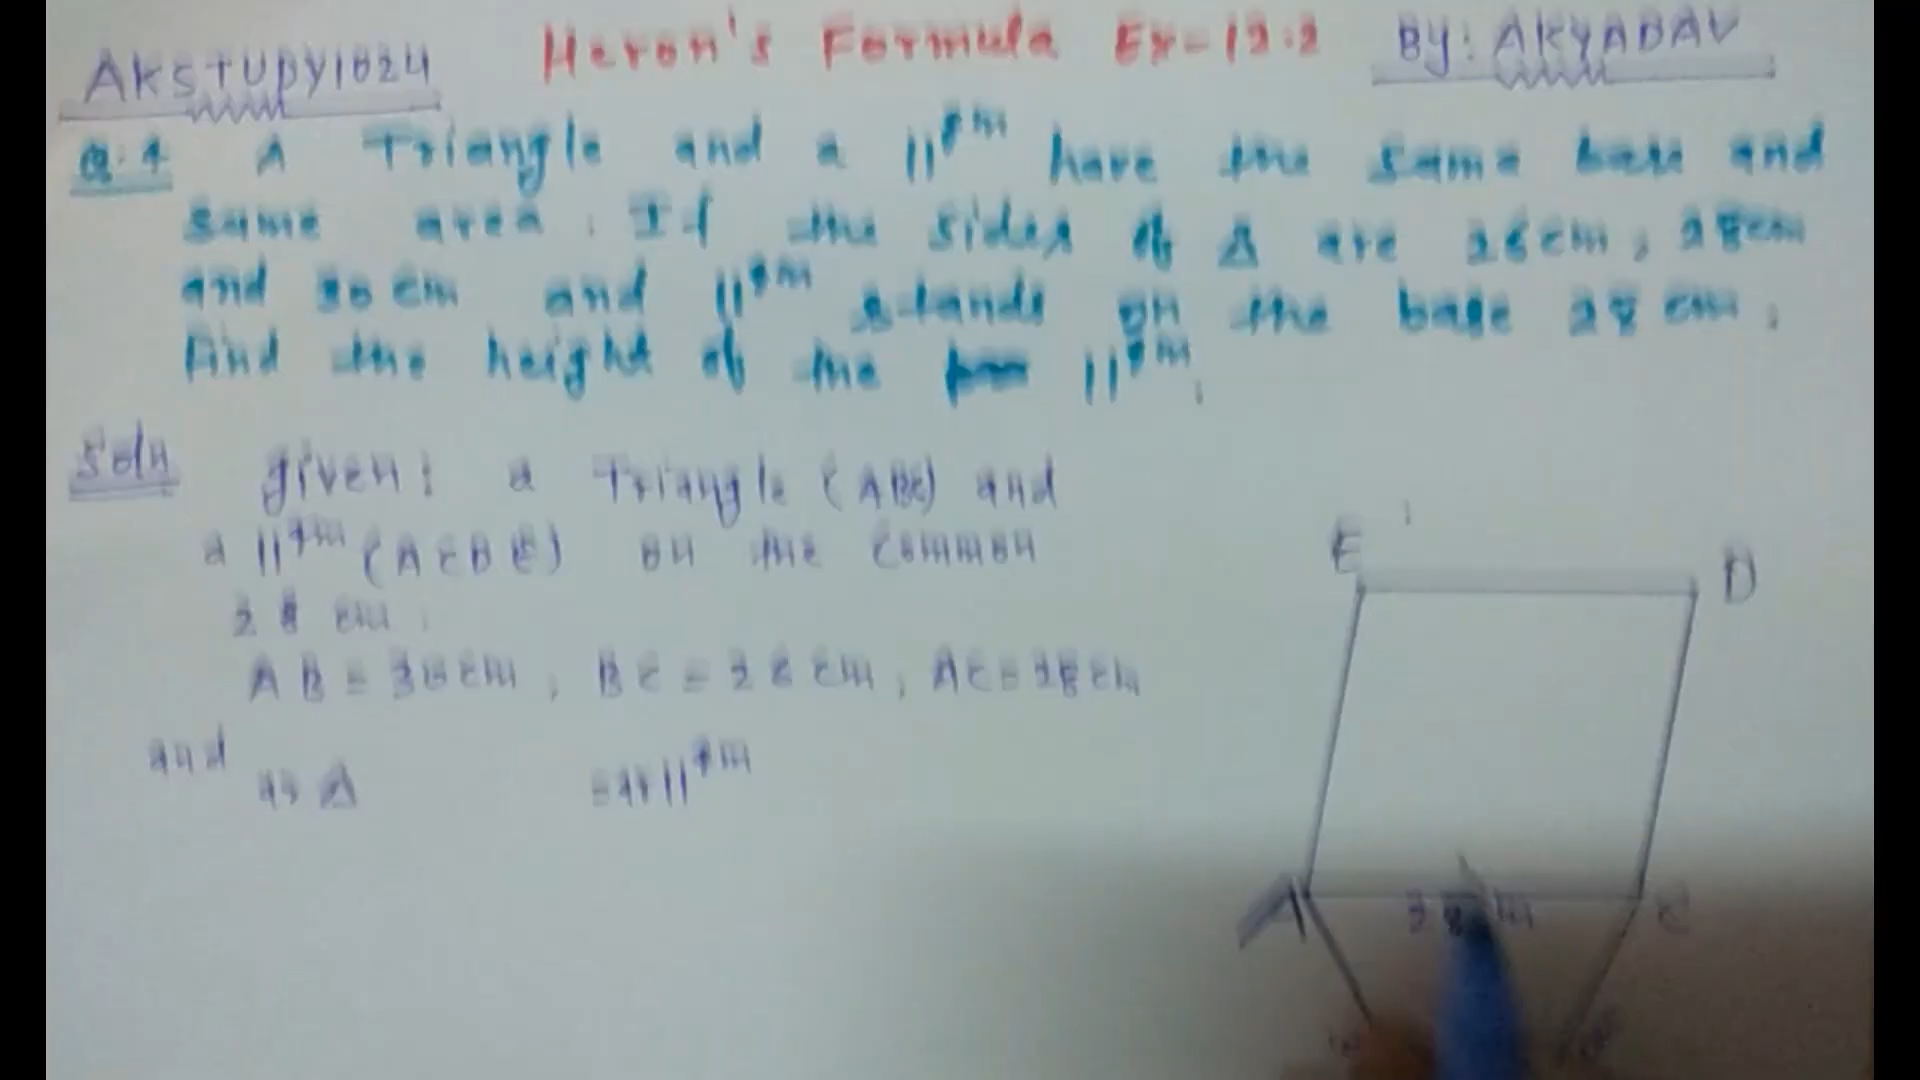 AKSTUDY1024
Heron's Formula Ex-12.2
BY: AKYADAV
Q.4 A Triangle and a ||gm have the same base and
same area. If the sides of Δ are 26cm, 28cm
and 30cm and ||gm stands on the base 28 cm.
Find the height of the ||gm.
Soln given: a Triangle (ABC) and
a ||gm (ACDE) on the common
28 cm.
AB = 30cm, BC = 26cm, AC = 28cm
and
ar Δ = ar ||gm
E D
A 28cm C